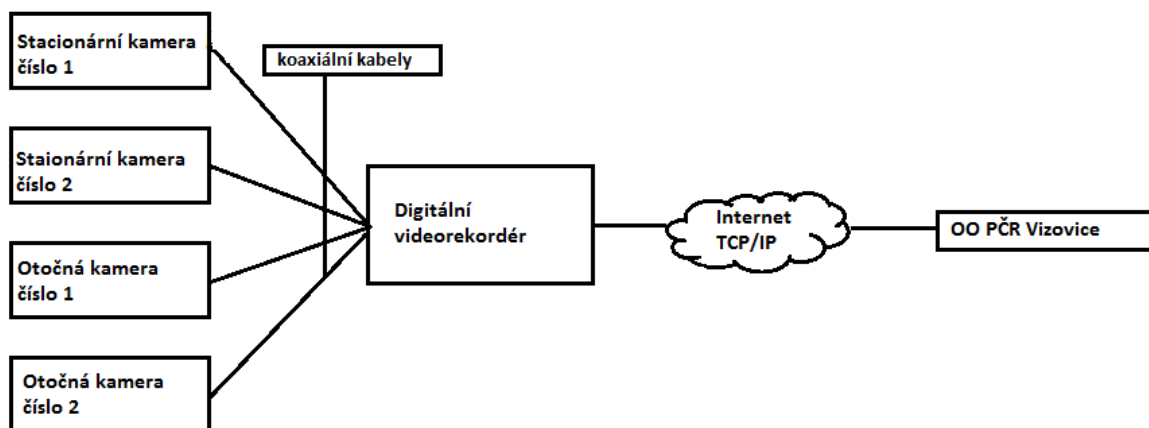 Stacionární kamera
číslo 1
koaxiální kabely
Staionární kamera
číslo 2
Digitální
videorekordér
Internet
TCP/IP
OO PČR Vizovice
Otočná kamera
číslo 1
Otočná kamera
číslo 2